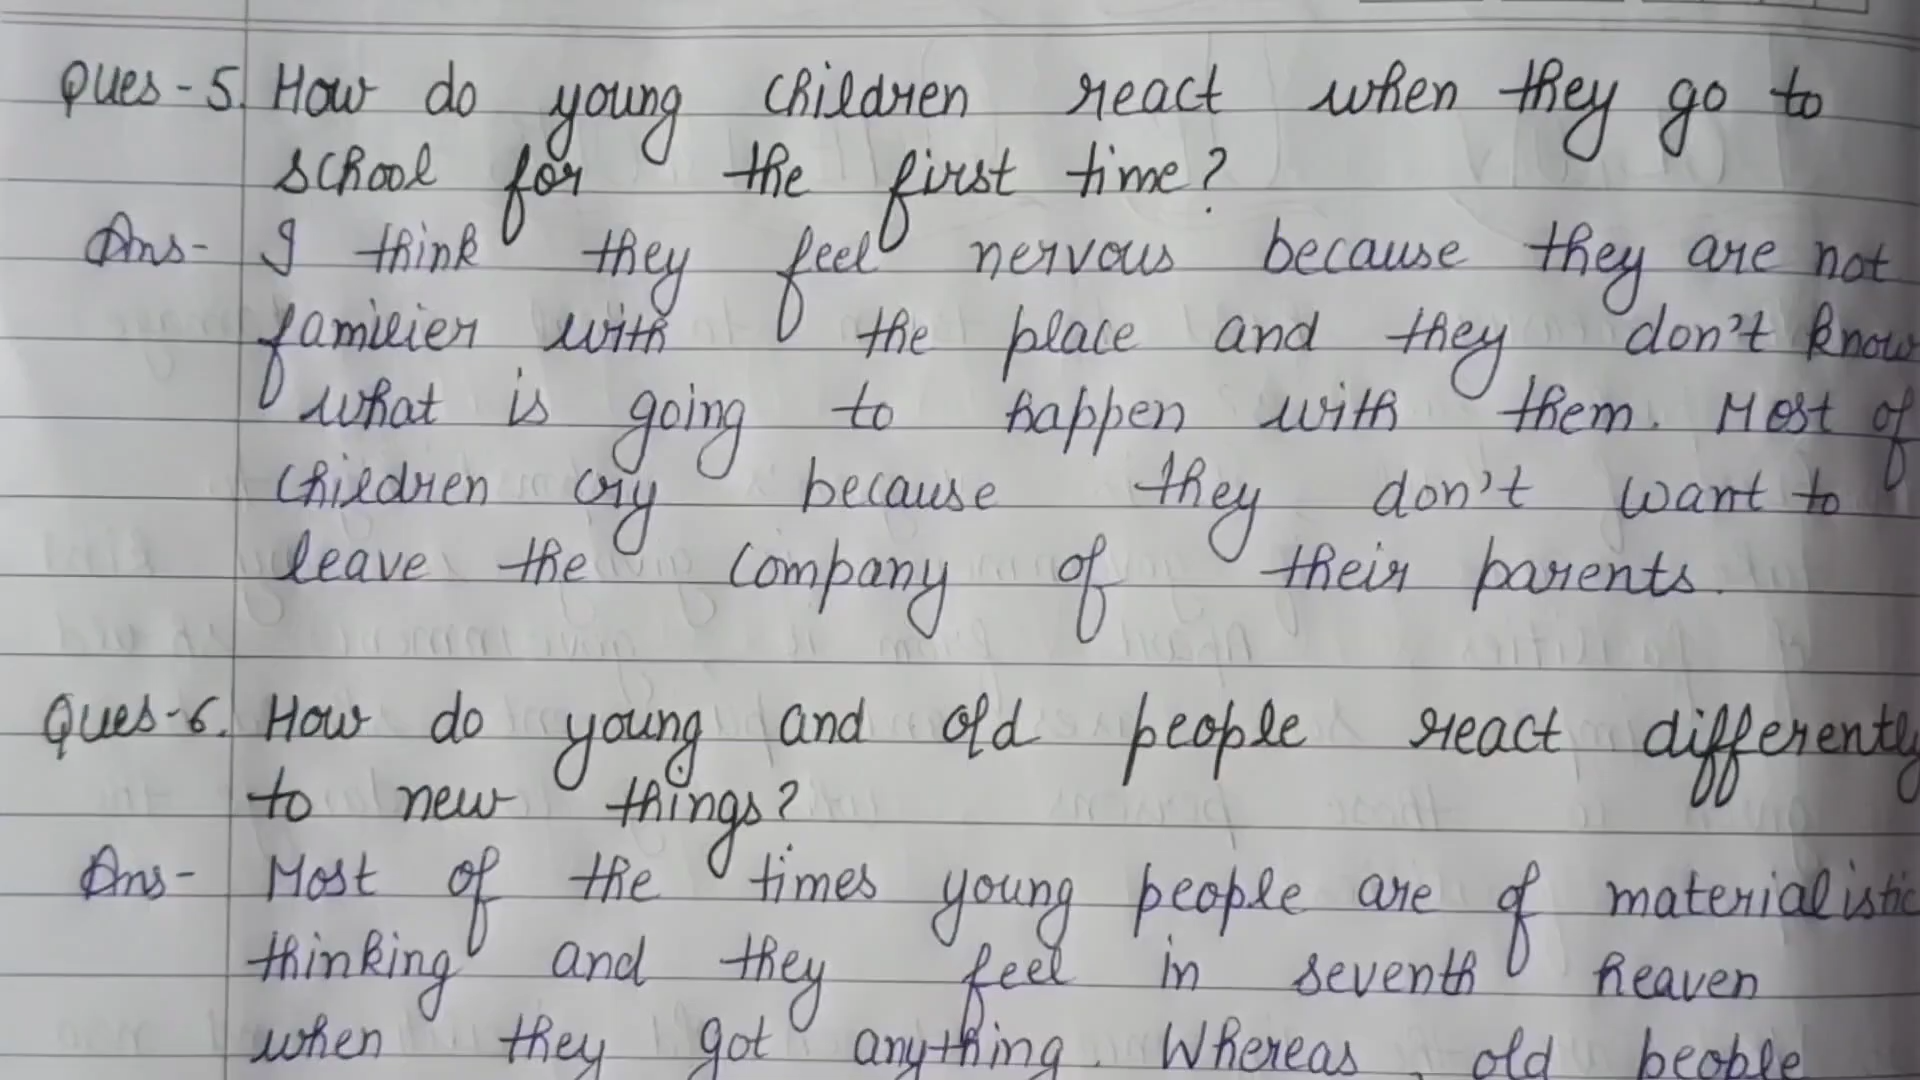 Ques-5. How do young children react when they go to
school for the first time?
Ans- I think they feel nervous because they are not
familier with the place and they don't know
what is going to happen with them. Most of
children cry because they don't want to
leave the company of their parents.
Ques-6. How do young and old people react differently
to new things?
Ans- Most of the times young people are of materialistic
thinking and they feel in seventh heaven
when they got anything. Whereas, old people